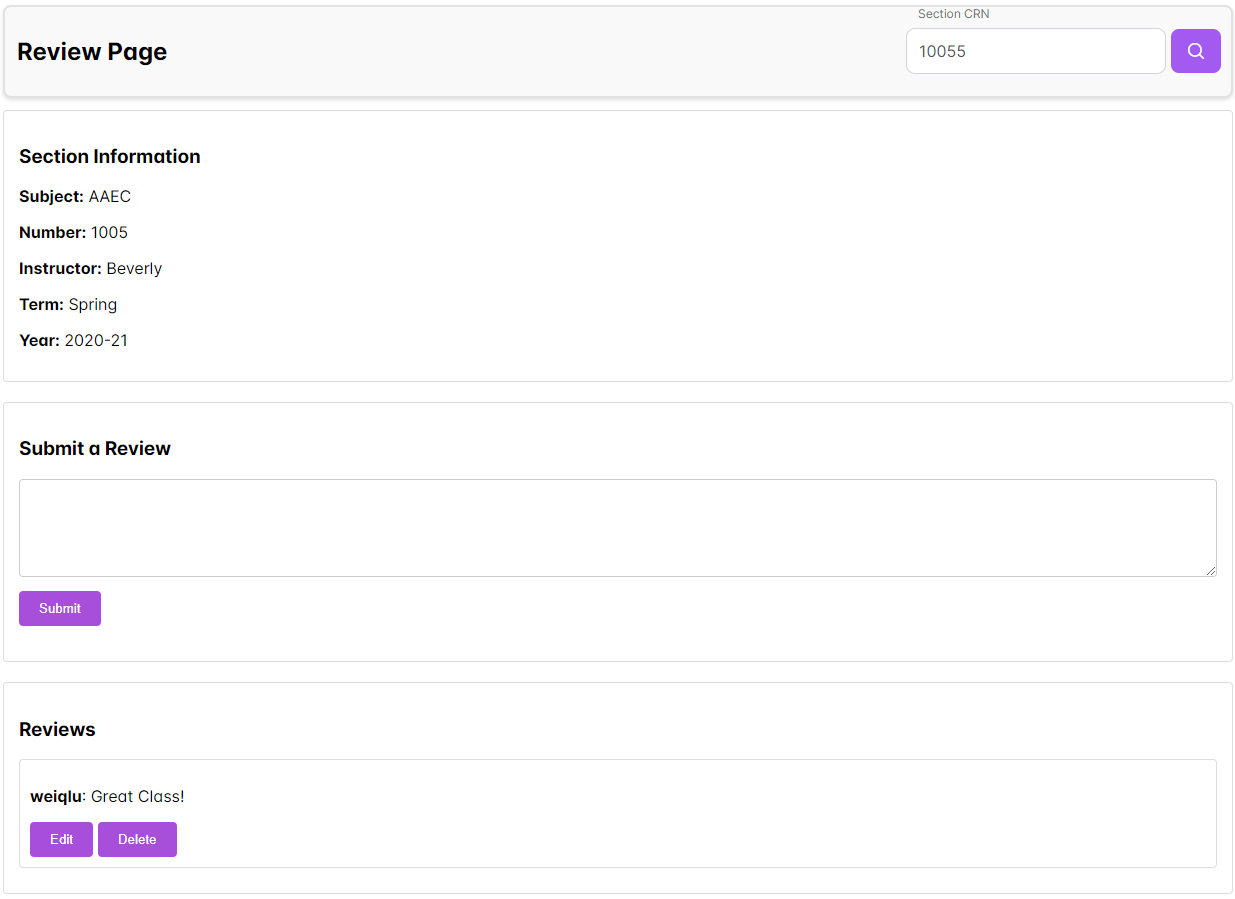 Section CRN
Review Page
10055
Section Information
Subject: AAEC
Number: 1005
Instructor: Beverly
Term: Spring
Year: 2020-21
Submit a Review
Submit
Reviews
weiqlu: Great Class!
Edit Delete